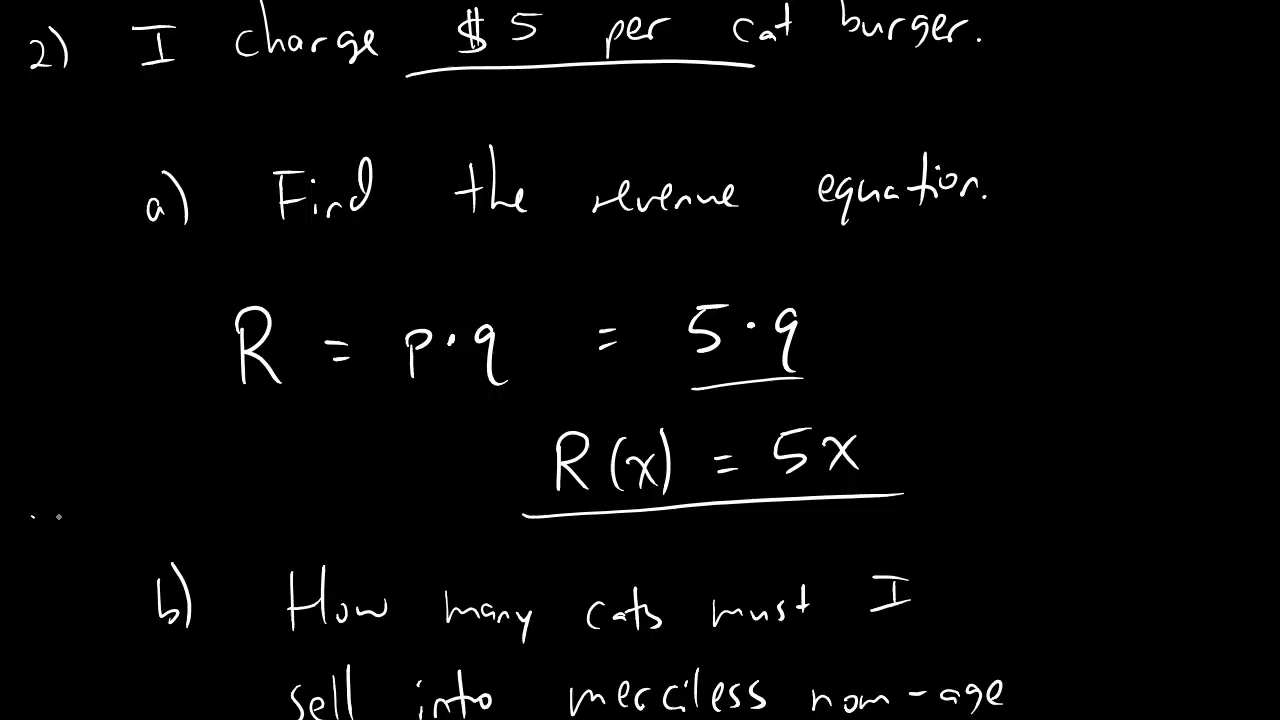 2) I charge $5 per cat burger.
a) Find the revenue equation.
R = p·q = 5·q
R(x) = 5x
b) How many cats must I
sell into merciless nom-age